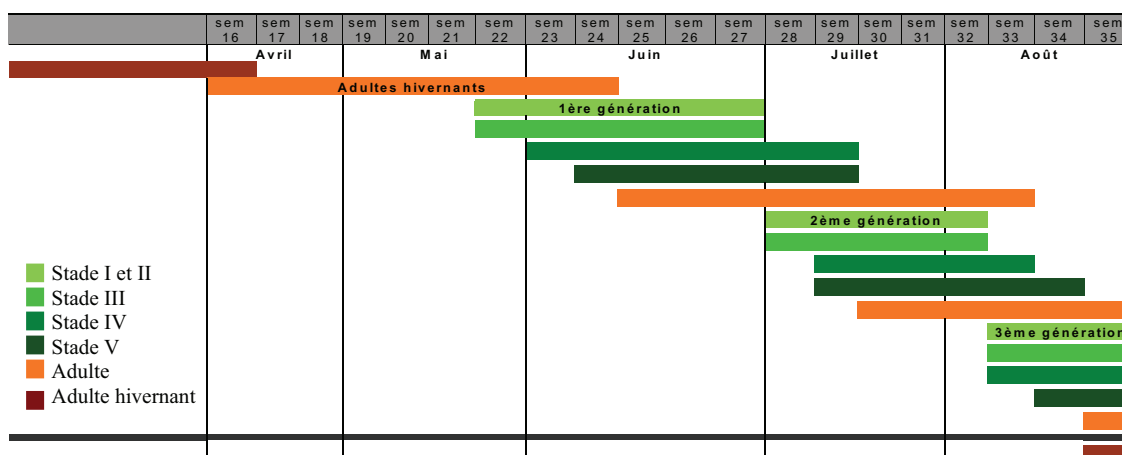 sem sem sem sem sem sem sem sem sem sem sem sem sem sem sem sem sem sem sem sem
16 17 18 19 20 21 22 23 24 25 26 27 28 29 30 31 32 33 34 35
Avril Mai Juin Juillet Août
Adultes hivernants
1ère génération
2ème génération
Stade I et II
Stade III
Stade IV
Stade V
3ème génération
Adulte
Adulte hivernant